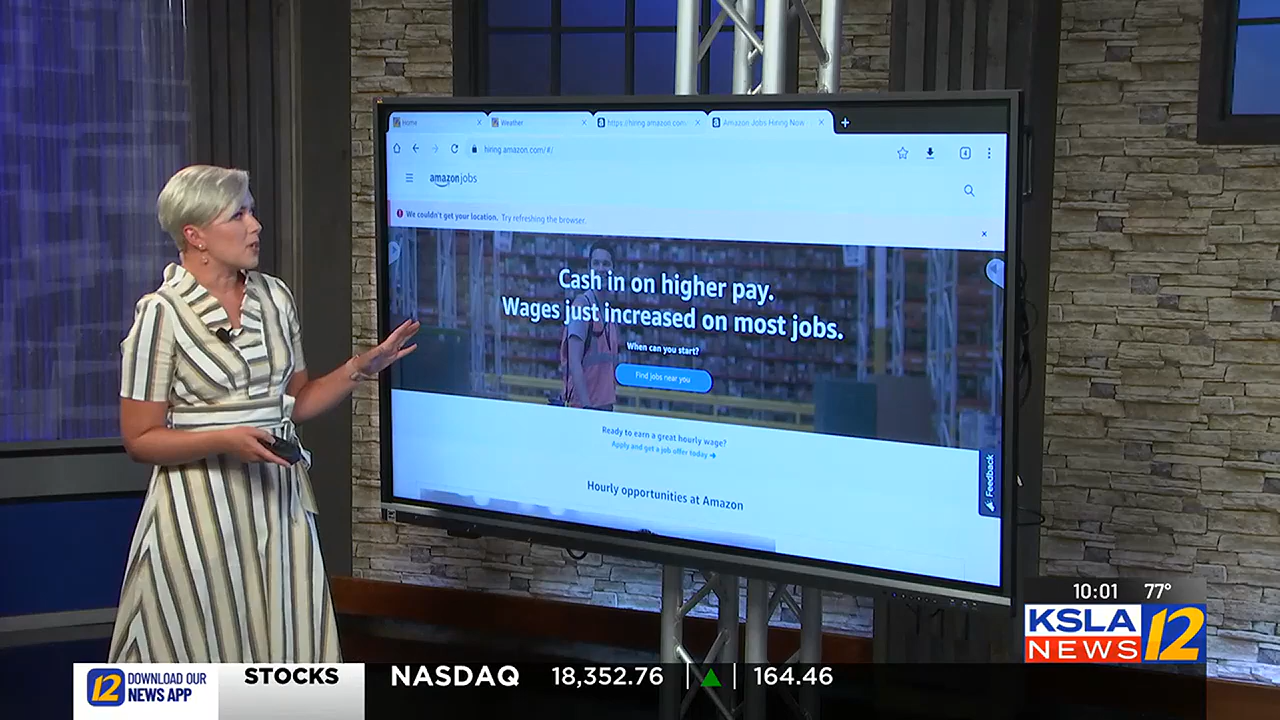 Home
Weather
https://hiring.amazon.com
Amazon Jobs Hiring Now
hiring.amazon.com/#/
4
amazon jobs
We couldn't get your location. Try refreshing the browser.
Cash in on higher pay.
Wages just increased on most jobs.
When can you start?
Find jobs near you
Ready to earn a great hourly wage?
Apply and get a job offer today →
Feedback
Hourly opportunities at Amazon
10:01 77°
KSLA
NEWS 12
12 DOWNLOAD OUR
NEWS APP
STOCKS
NASDAQ 18,352.76 ▲ 164.46